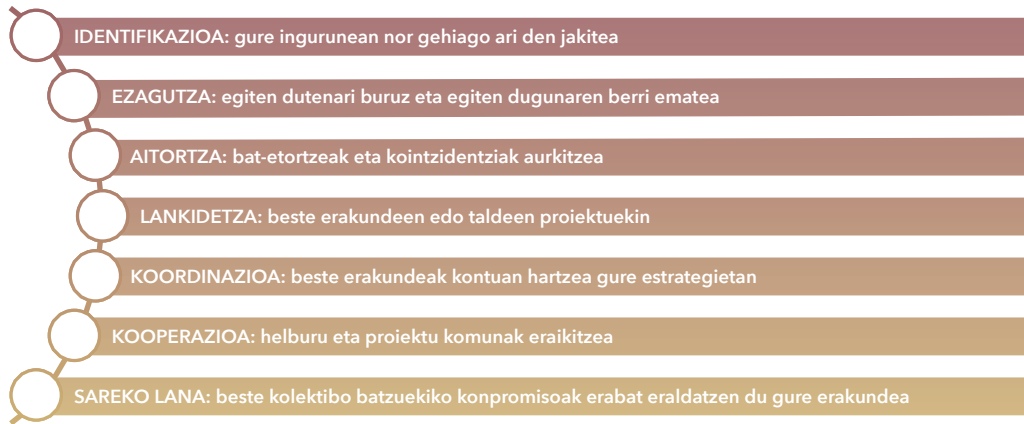 IDENTIFIKAZIOA: gure ingurunean nor gehiago ari den jakitea
EZAGUTZA: egiten dutenari buruz eta egiten dugunaren berri ematea
AITORTZA: bat-etortzeak eta kointzidentziak aurkitzea
LANKIDETZA: beste erakundeen edo taldeen proiektuekin
KOORDINAZIOA: beste erakundeak kontuan hartzea gure estrategietan
KOOPERAZIOA: helburu eta proiektu komunak eraikitzea
SAREKO LANA: beste kolektibo batzuekiko konpromisoak erabat eraldatzen du gure erakundea